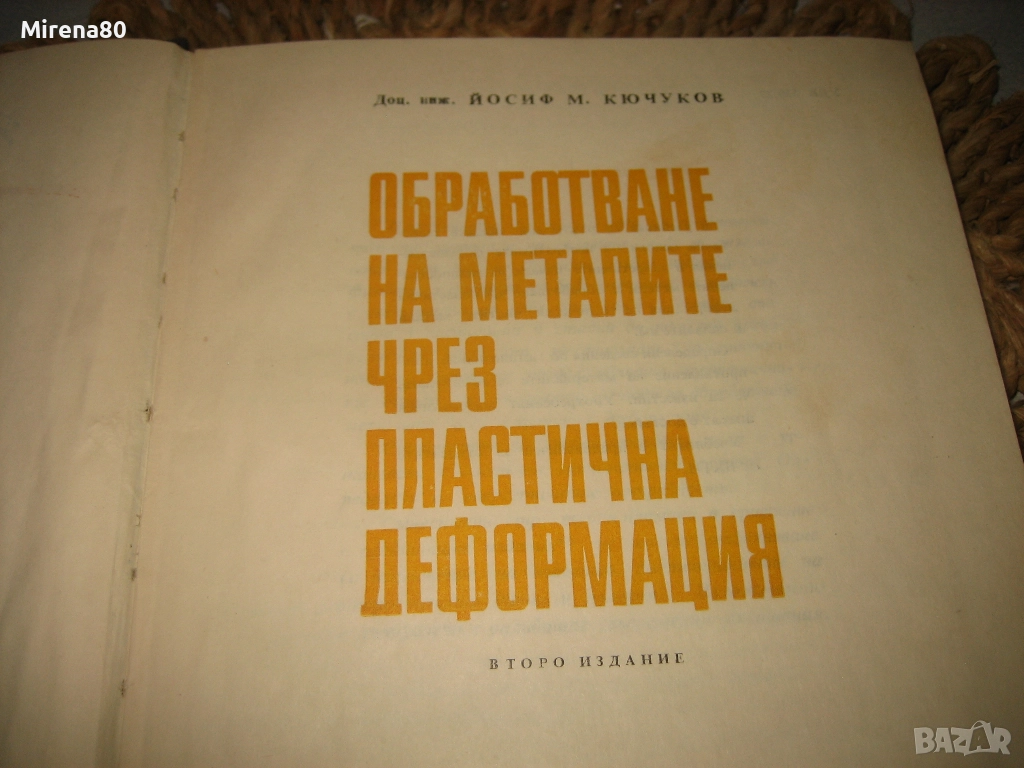 Mirena80
Доц. инж. ЙОСИФ М. КЮЧУКОВ
ОБРАБОТВАНЕ
НА МЕТАЛИТЕ
ЧРЕЗ
ПЛАСТИЧНА
ДЕФОРМАЦИЯ
ВТОРО ИЗДАНИЕ
BAZAR